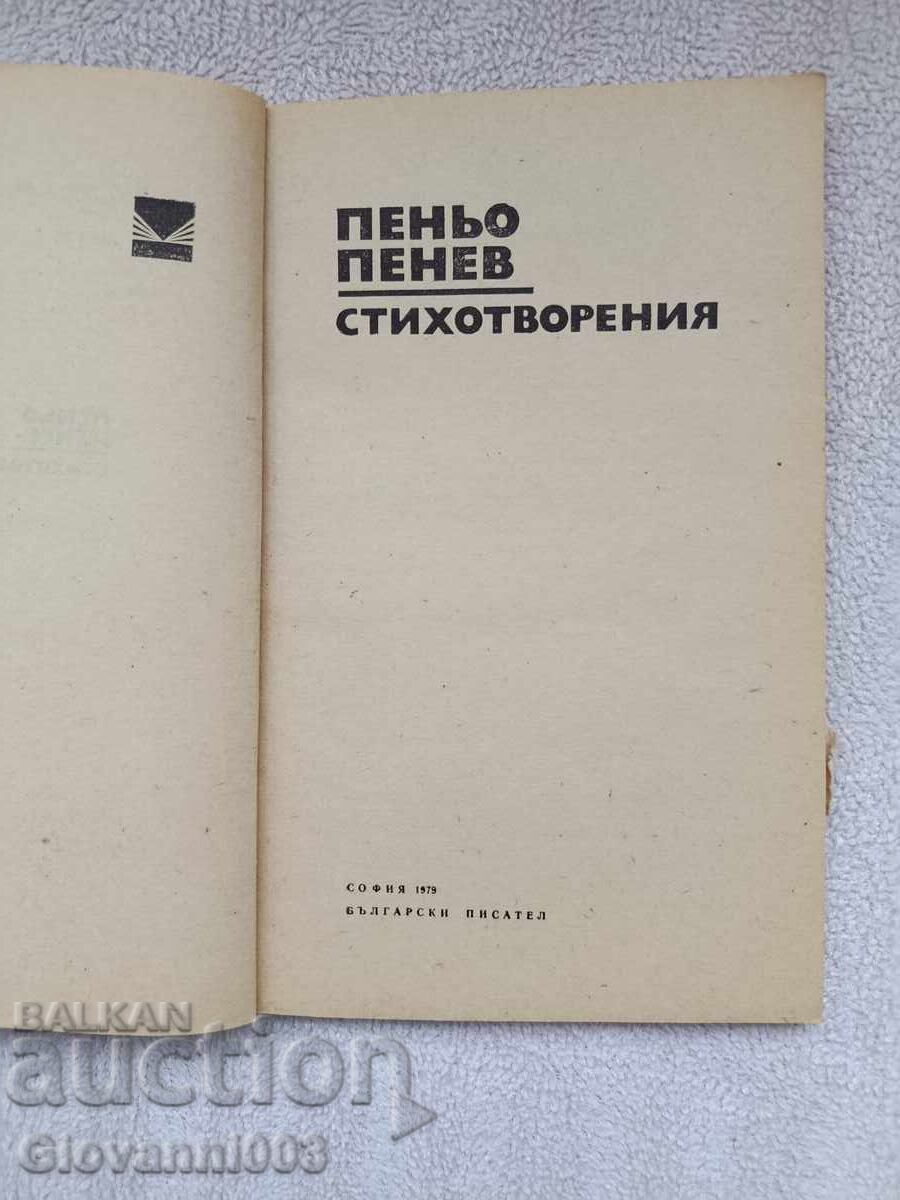 ПЕНЬО
ПЕНЕВ
СТИХОТВОРЕНИЯ
СОФИЯ 1979
БЪЛГАРСКИ ПИСАТЕЛ
BALKAN
auction
Giovanni003